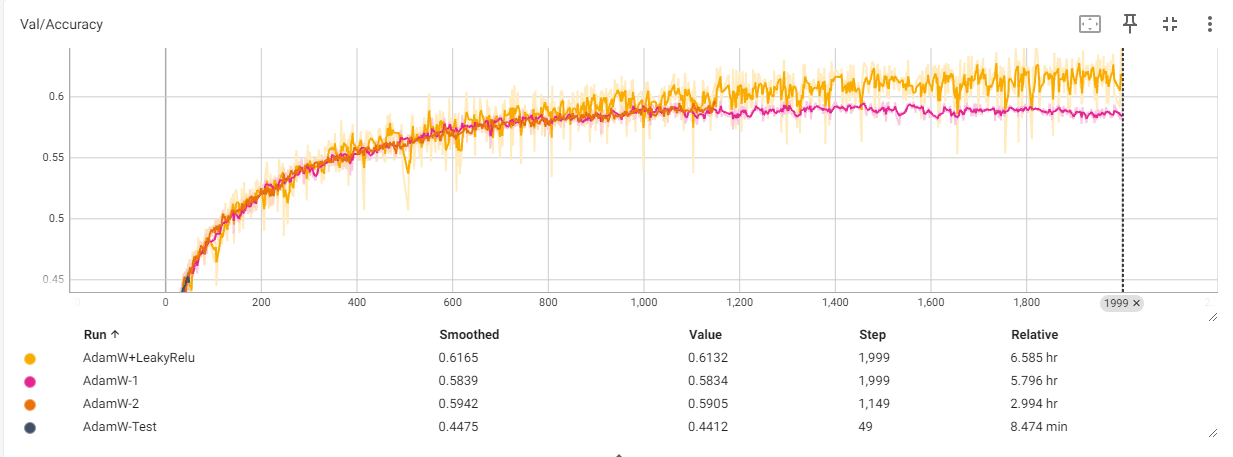 Val/Accuracy
0.6
0.55
0.5
0.45
0 0 200 400 600 800 1,000 1,200 1,400 1,600 1,800 1999 ✕ 2...
Run ↑ Smoothed Value Step Relative
AdamW+LeakyRelu 0.6165 0.6132 1,999 6.585 hr
AdamW-1 0.5839 0.5834 1,999 5.796 hr
AdamW-2 0.5942 0.5905 1,149 2.994 hr
AdamW-Test 0.4475 0.4412 49 8.474 min